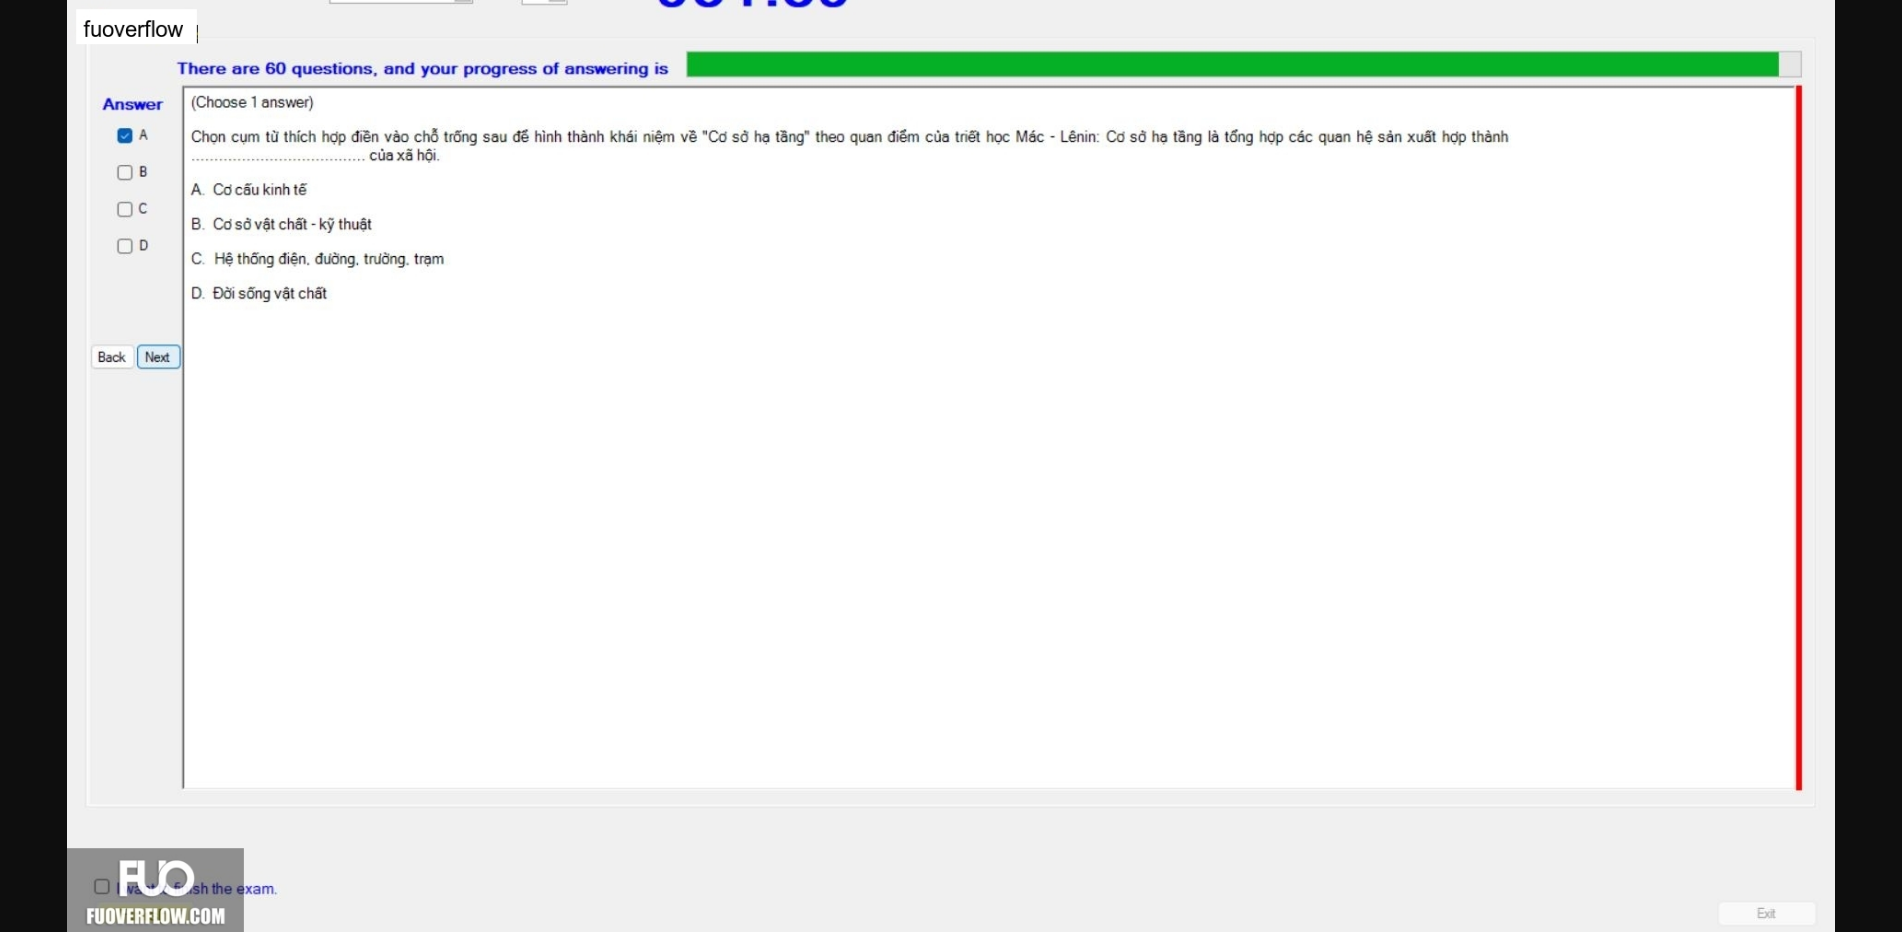 fuoverflow
There are 60 questions, and your progress of answering is
Answer
(Choose 1 answer)
A
Chọn cụm từ thích hợp điền vào chỗ trống sau để hình thành khái niệm về "Cơ sở hạ tầng" theo quan điểm của triết học Mác - Lênin: Cơ sở hạ tầng là tổng hợp các quan hệ sản xuất hợp thành
..................................... của xã hội.
B
A. Cơ cấu kinh tế
C
B. Cơ sở vật chất - kỹ thuật
D
C. Hệ thống điện, đường, trường, trạm
D. Đời sống vật chất
Back Next
FUO
the exam.
FUOVERFLOW.COM
Exit